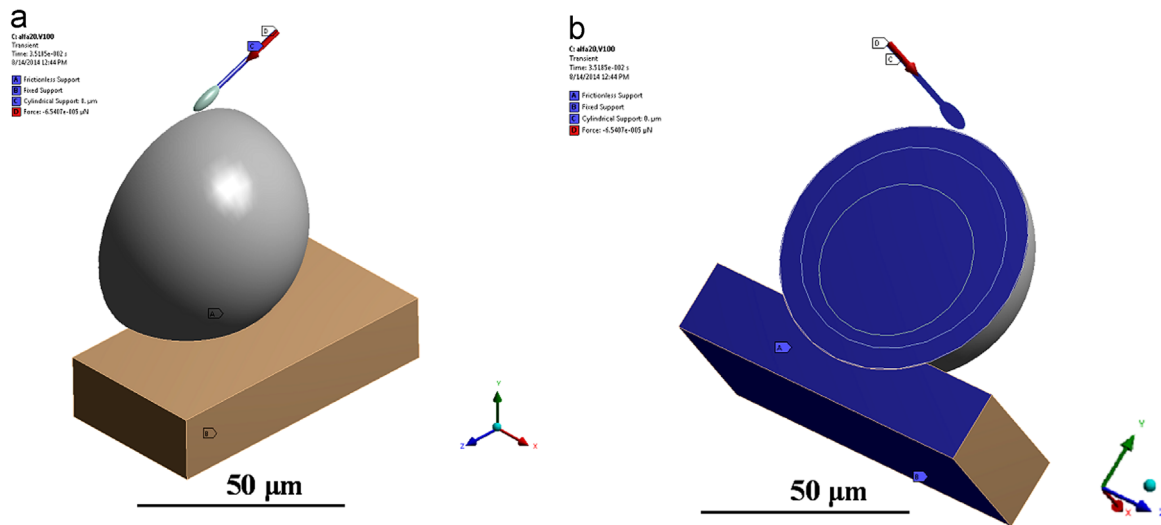 a
C: alfa20,V100
Transient
Time: 3.5185e-002 s
8/14/2014 12:44 PM
A Frictionless Support
B Fixed Support
C Cylindrical Support: 0, µm
D Force: -6.5407e-005 µN
D
C
A
B
Y
Z
X
50 µm
b
C: alfa20,V100
Transient
Time: 3.5185e-002 s
8/14/2014 12:44 PM
A Frictionless Support
B Fixed Support
C Cylindrical Support: 0, µm
D Force: -6.5407e-005 µN
D
C
A
B
Y
X
50 µm